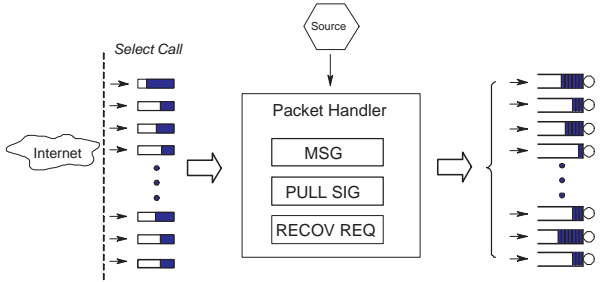 Source
Select Call
Internet
Packet Handler
MSG
PULL SIG
RECOV REQ